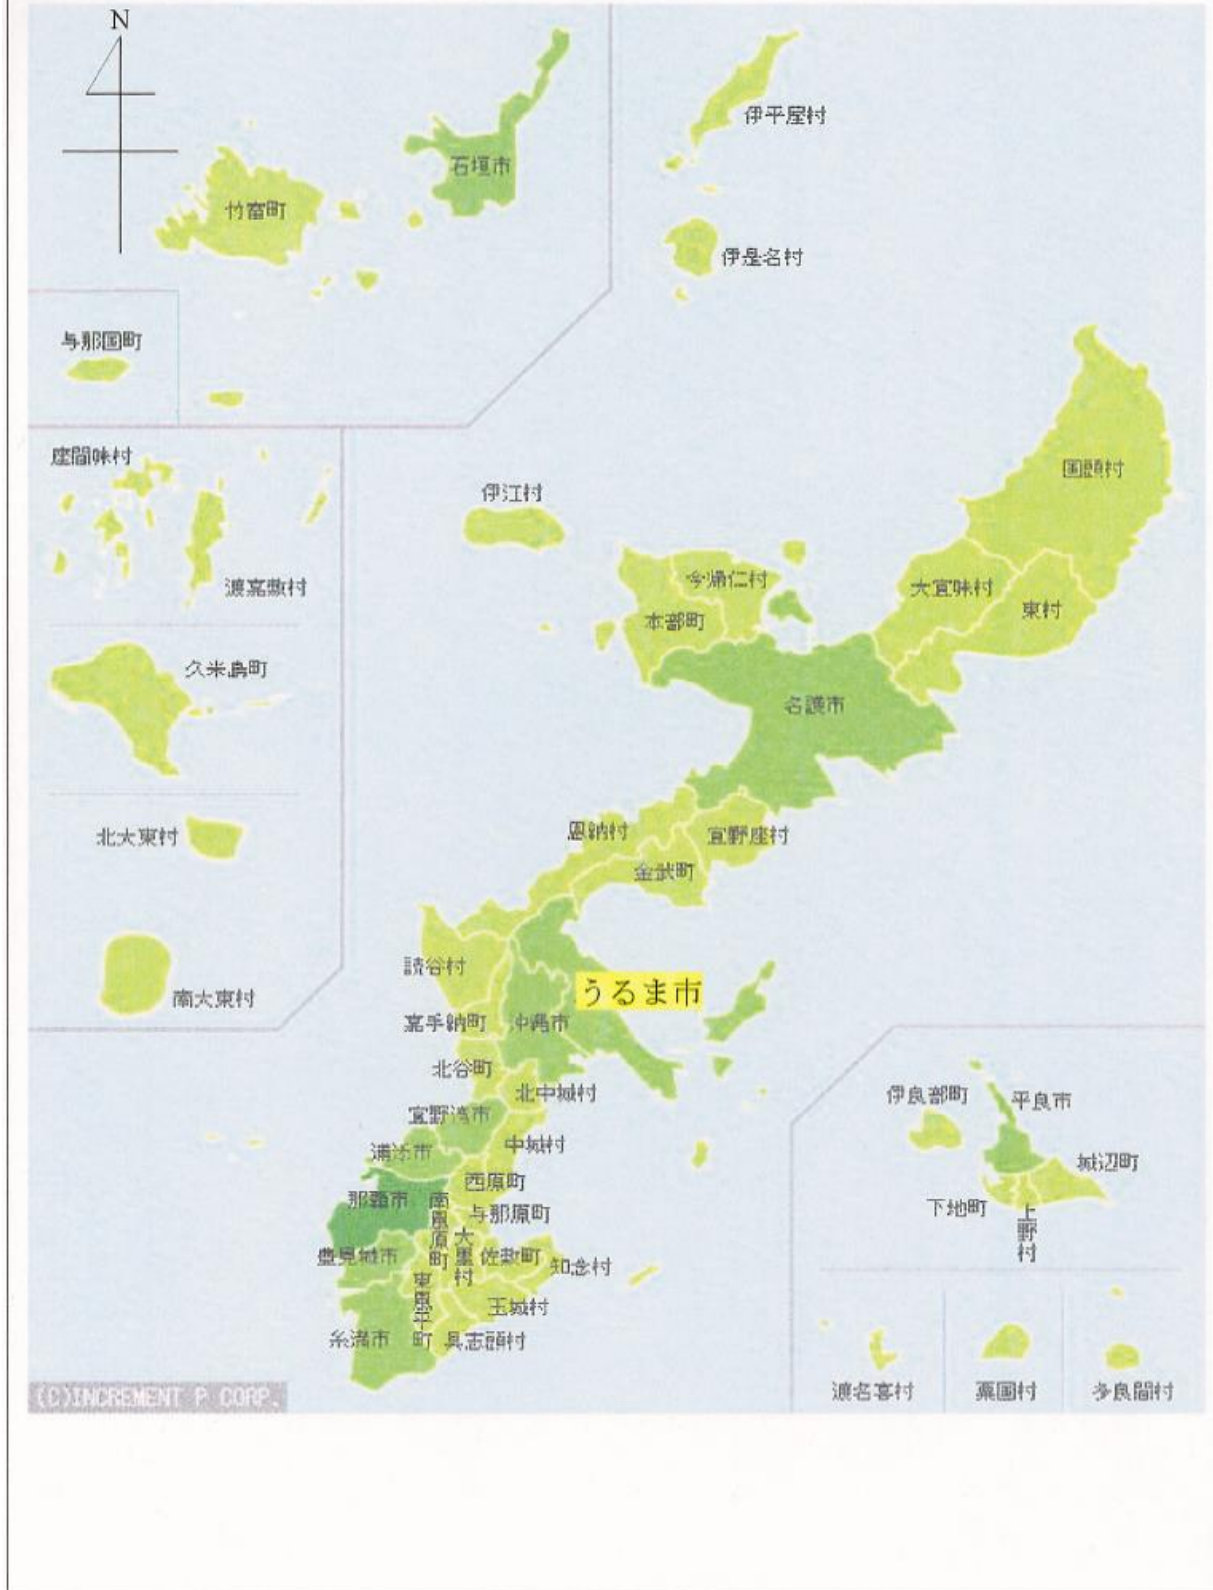 N
伊平屋村
石垣市
竹富町
伊是名村
与那国町
座間味村
国頭村
伊江村
今帰仁村
大宜味村
渡嘉敷村
東村
本部町
久米島町
名護市
恩納村
宜野座村
北大東村
金武町
読谷村
うるま市
南大東村
嘉手納町
沖縄市
北谷町
北中城村
伊良部町
平良市
宜野湾市
中城村
浦添市
城辺町
西原町
那覇市
南風原町
与那原町
下地町
上野村
豊見城市
大里村
佐敷町
知念村
東風平町
玉城村
糸満市
具志頭村
渡名喜村
粟国村
多良間村
(C)INCREMENT P CORP.